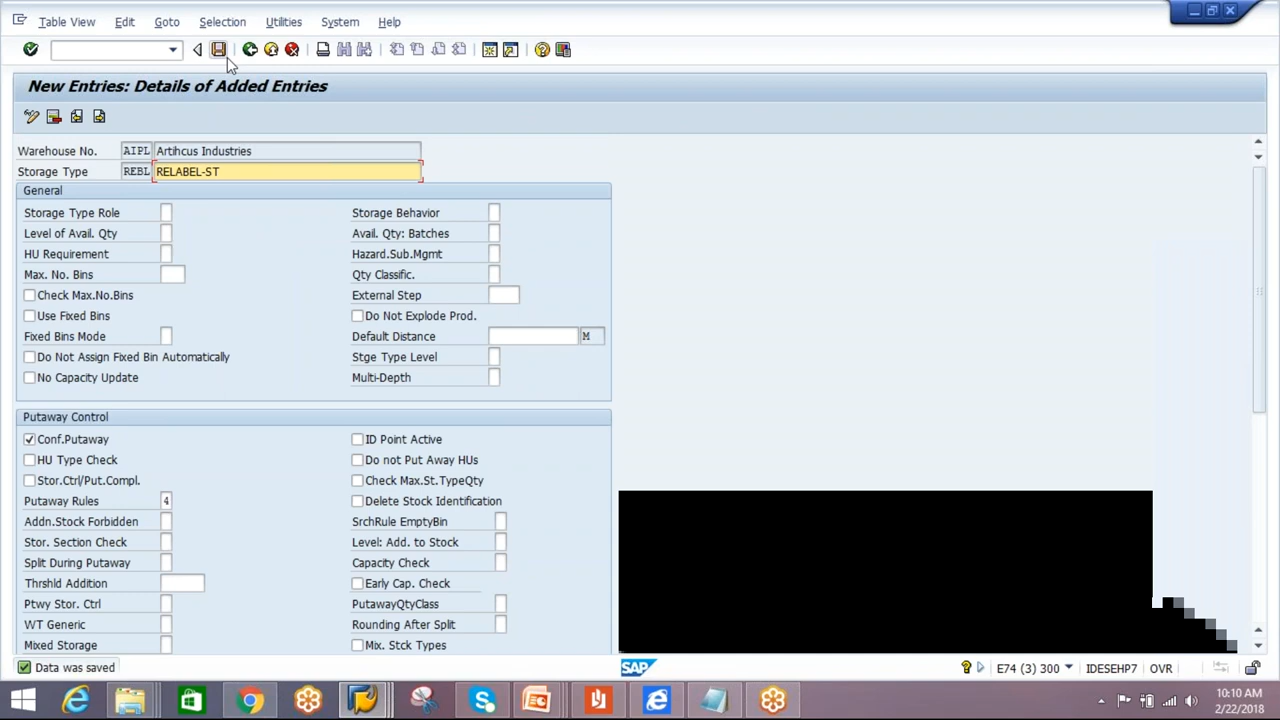 Table View Edit Goto Selection Utilities System Help
New Entries: Details of Added Entries
Warehouse No. AIPL Artihcus Industries
Storage Type REBL RELABEL-ST
General
Storage Type Role Storage Behavior
Level of Avail. Qty Avail. Qty: Batches
HU Requirement Hazard.Sub.Mgmt
Max. No. Bins Qty Classific.
Check Max.No.Bins External Step
Use Fixed Bins Do Not Explode Prod.
Fixed Bins Mode Default Distance M
Do Not Assign Fixed Bin Automatically Stge Type Level
No Capacity Update Multi-Depth
Putaway Control
Conf.Putaway ID Point Active
HU Type Check Do not Put Away HUs
Stor.Ctrl/Put.Compl. Check Max.St.TypeQty
Putaway Rules 4 Delete Stock Identification
Addn.Stock Forbidden SrchRule EmptyBin
Stor. Section Check Level: Add. to Stock
Split During Putaway Capacity Check
Thrshld Addition Early Cap. Check
Ptwy Stor. Ctrl PutawayQtyClass
WT Generic Rounding After Split
Mixed Storage Mix. Stck Types
Data was saved SAP E74 (3) 300 IDESEHP7 OVR
10:10 AM
2/22/2018